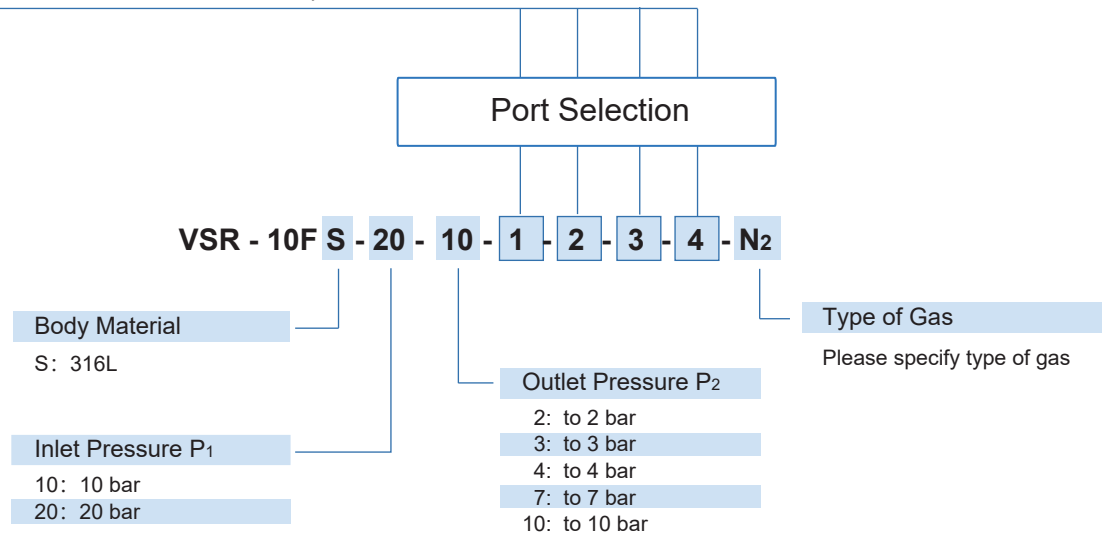 Port Selection
VSR - 10F S - 20 - 10 - 1 - 2 - 3 - 4 - N2
Body Material
S: 316L
Inlet Pressure P1
10: 10 bar
20: 20 bar
Outlet Pressure P2
2: to 2 bar
3: to 3 bar
4: to 4 bar
7: to 7 bar
10: to 10 bar
Type of Gas
Please specify type of gas